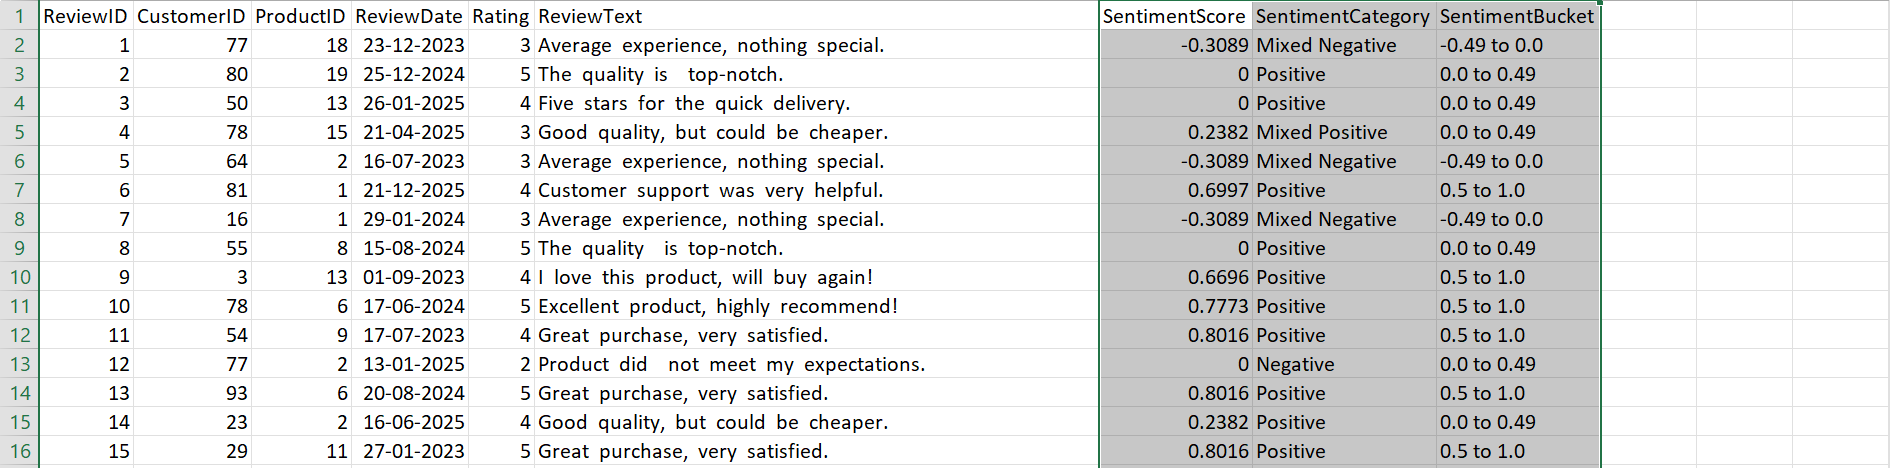 1 ReviewID CustomerID ProductID ReviewDate Rating ReviewText SentimentScore SentimentCategory SentimentBucket
2 1 77 18 23-12-2023 3 Average experience, nothing special. -0.3089 Mixed Negative -0.49 to 0.0
3 2 80 19 25-12-2024 5 The quality is  top-notch. 0 Positive 0.0 to 0.49
4 3 50 13 26-01-2025 4 Five stars for the quick delivery. 0 Positive 0.0 to 0.49
5 4 78 15 21-04-2025 3 Good quality, but could be cheaper. 0.2382 Mixed Positive 0.0 to 0.49
6 5 64 2 16-07-2023 3 Average experience, nothing special. -0.3089 Mixed Negative -0.49 to 0.0
7 6 81 1 21-12-2025 4 Customer support was very helpful. 0.6997 Positive 0.5 to 1.0
8 7 16 1 29-01-2024 3 Average experience, nothing special. -0.3089 Mixed Negative -0.49 to 0.0
9 8 55 8 15-08-2024 5 The quality  is top-notch. 0 Positive 0.0 to 0.49
10 9 3 13 01-09-2023 4 I love this product, will buy again! 0.6696 Positive 0.5 to 1.0
11 10 78 6 17-06-2024 5 Excellent product, highly recommend! 0.7773 Positive 0.5 to 1.0
12 11 54 9 17-07-2023 4 Great purchase, very satisfied. 0.8016 Positive 0.5 to 1.0
13 12 77 2 13-01-2025 2 Product did  not meet my expectations. 0 Negative 0.0 to 0.49
14 13 93 6 20-08-2024 5 Great purchase, very satisfied. 0.8016 Positive 0.5 to 1.0
15 14 23 2 16-06-2025 4 Good quality, but could be cheaper. 0.2382 Positive 0.0 to 0.49
16 15 29 11 27-01-2023 5 Great purchase, very satisfied. 0.8016 Positive 0.5 to 1.0